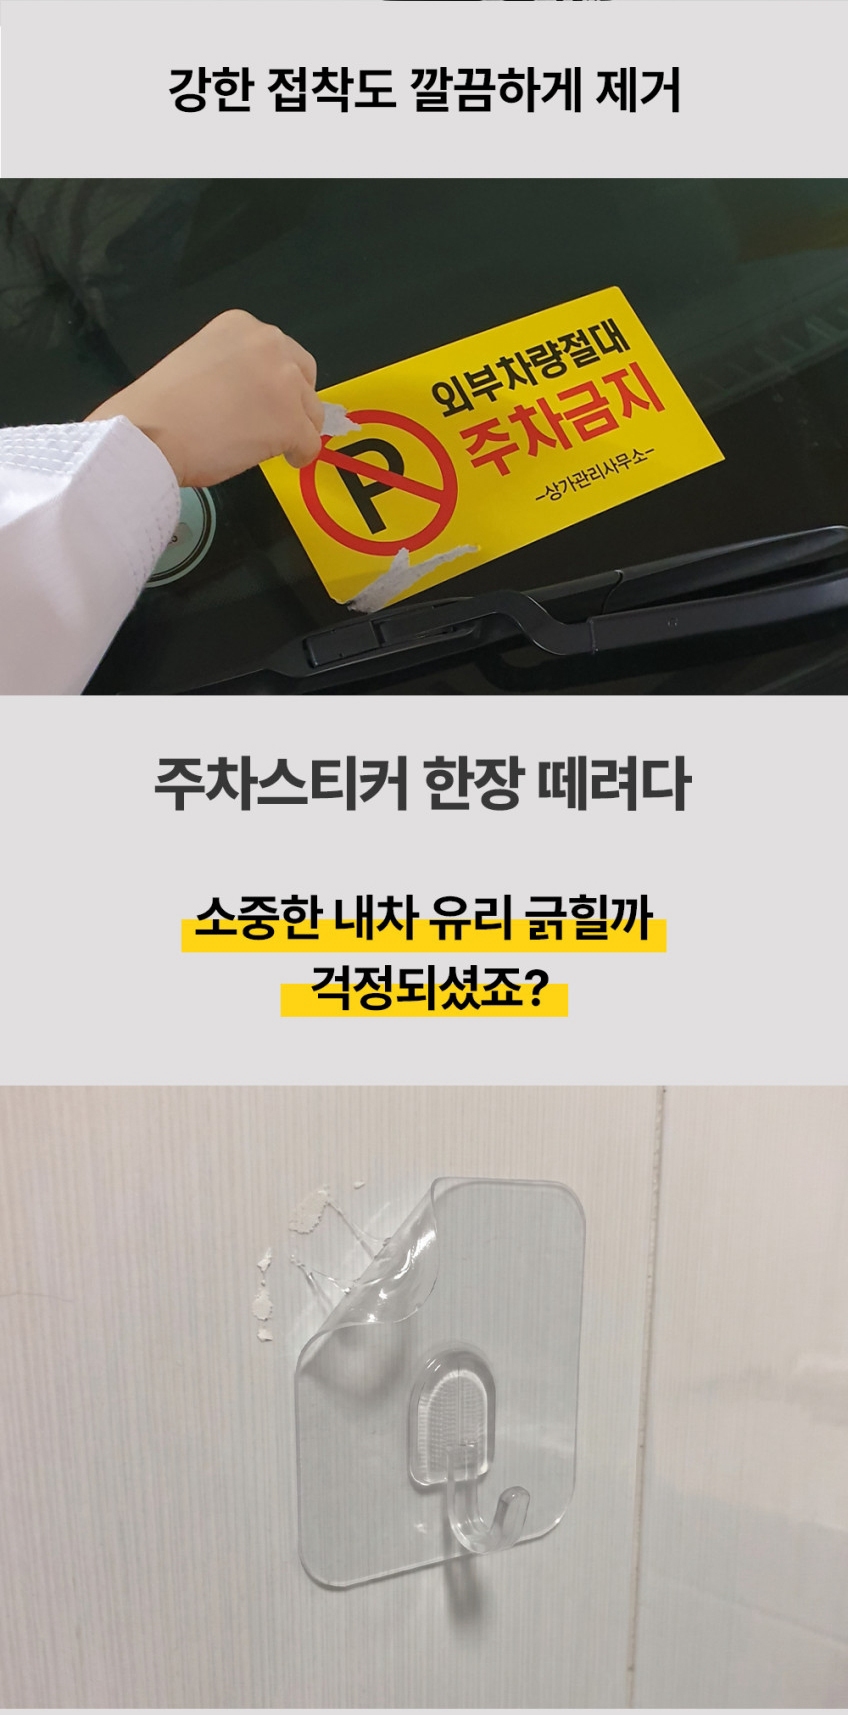 강한 접착도 깔끔하게 제거
외부차량절대
주차금지
P
-상가관리사무소-
주차스티커 한장 떼려다
소중한 내차 유리 긁힐까
걱정되셨죠?